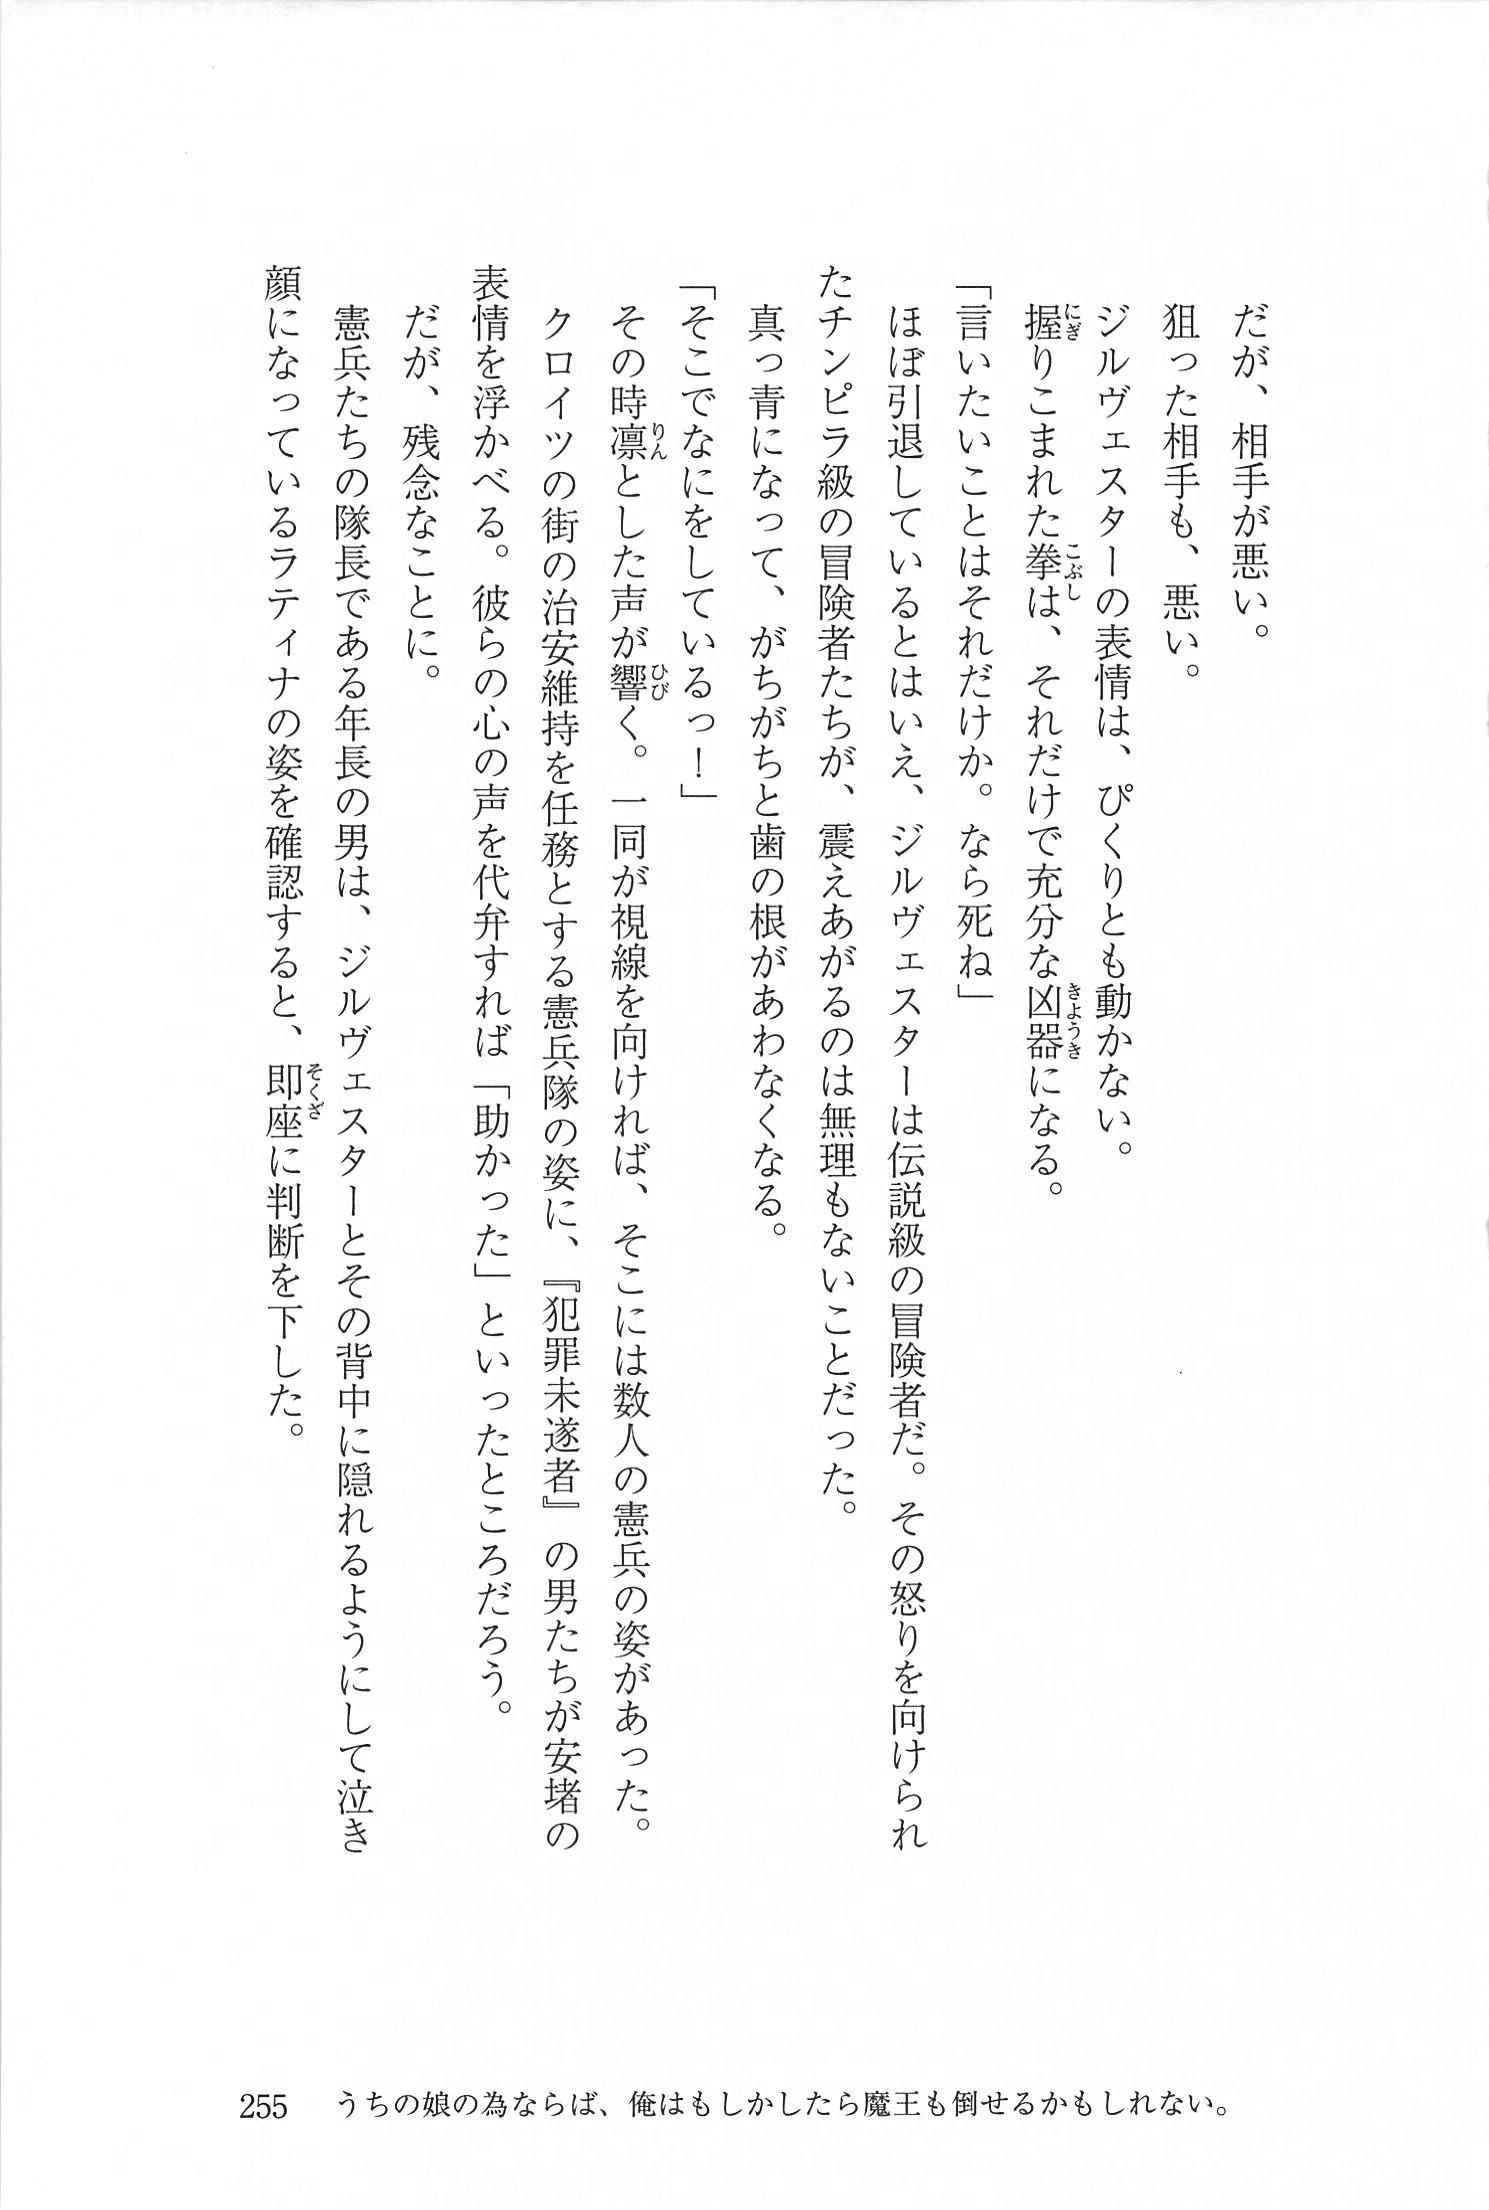 だが、相手が悪い。
狙った相手も、悪い。
ジルヴェスターの表情は、ぴくりとも動かない。
握りこまれた拳は、それだけで充分な凶器になる。
「言いたいことはそれだけか。なら死ね」
ほぼ引退しているとはいえ、ジルヴェスターは伝説級の冒険者だ。その怒りを向けられ
たチンピラ級の冒険者たちが、震えあがるのは無理もないことだった。
真っ青になって、がちがちと歯の根があわなくなる。
「そこでなにをしているっ！」
その時凛とした声が響く。一同が視線を向ければ、そこには数人の憲兵の姿があった。
クロイツの街の治安維持を任務とする憲兵隊の姿に、『犯罪未遂者』の男たちが安堵の
表情を浮かべる。彼らの心の声を代弁すれば「助かった」といったところだろう。
だが、残念なことに。
憲兵たちの隊長である年長の男は、ジルヴェスターとその背中に隠れるようにして泣き
顔になっているラティナの姿を確認すると、即座に判断を下した。
255 うちの娘の為ならば、俺はもしかしたら魔王も倒せるかもしれない。